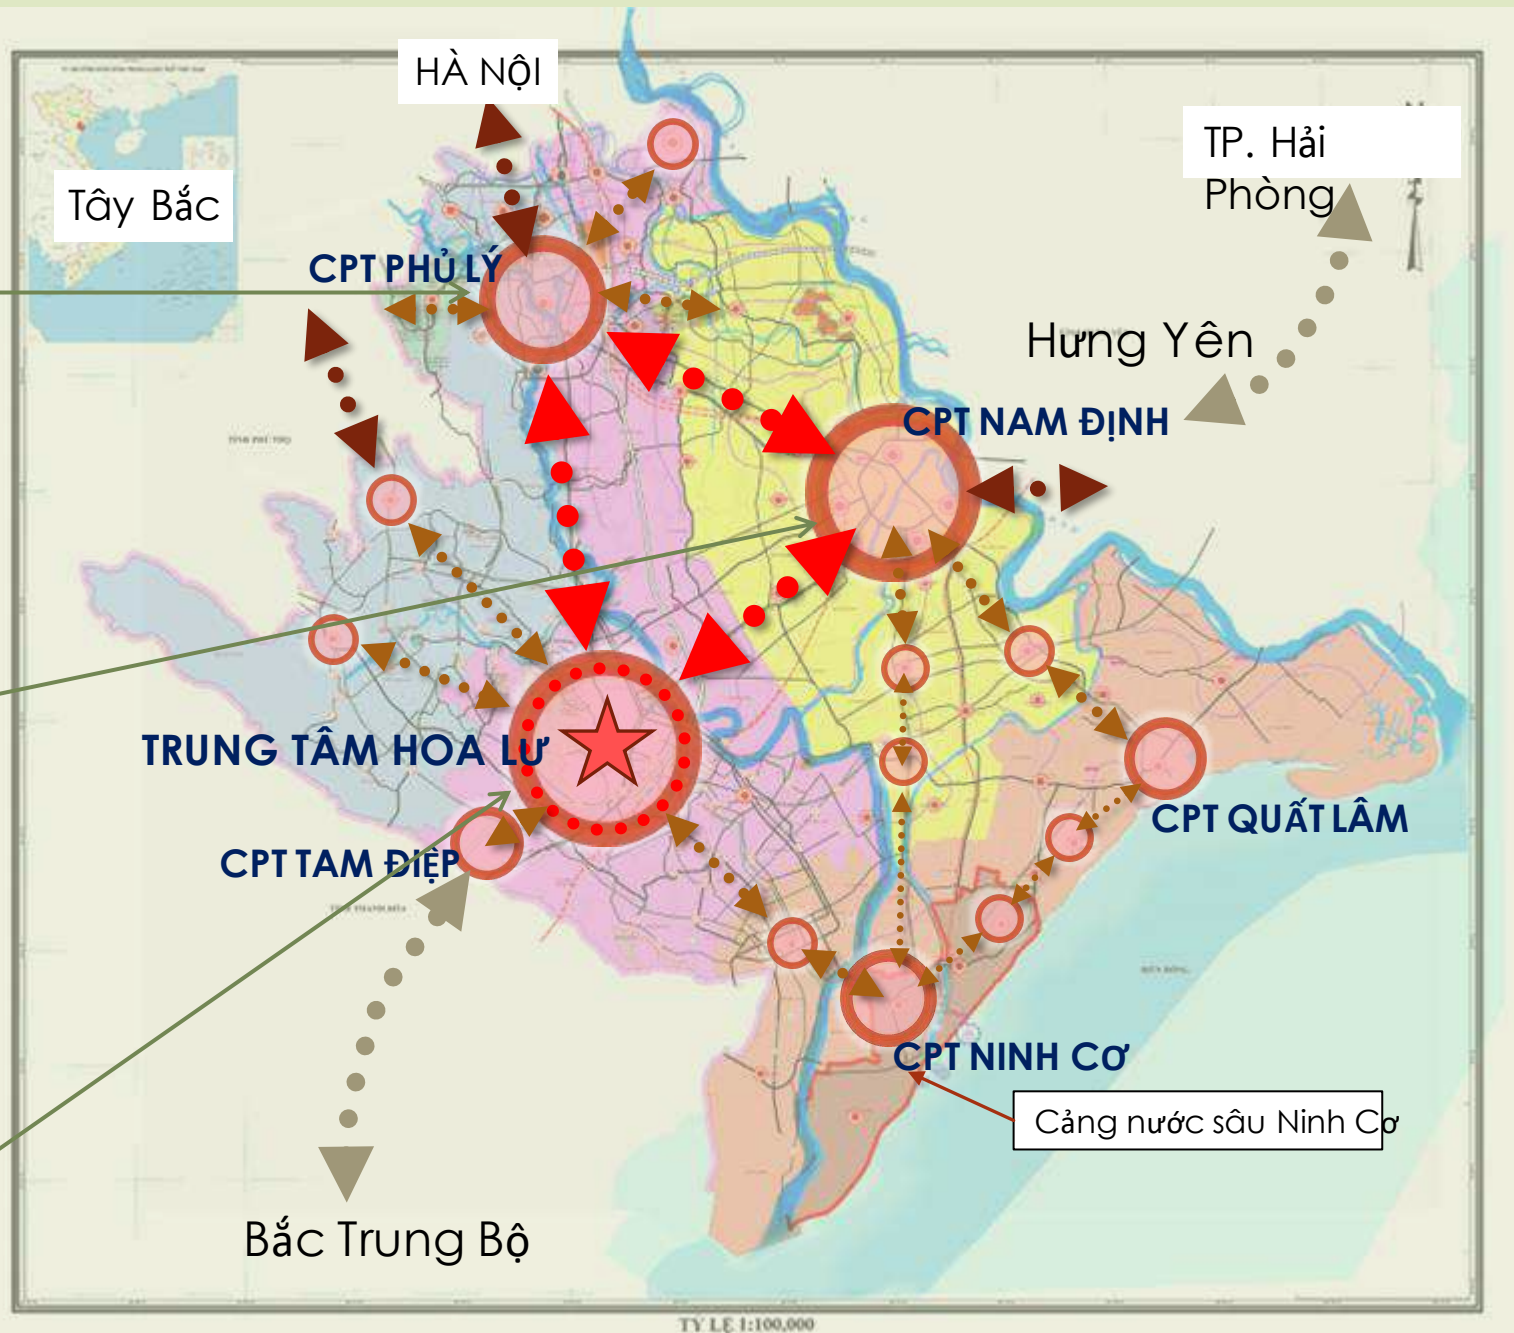 HÀ NỘI
TP. Hải
Phòng
Tây Bắc
CPT PHỦ LÝ
Hưng Yên
CPT NAM ĐỊNH
TRUNG TÂM HOA LƯ
CPT QUẤT LÂM
CPT TAM ĐIỆP
CPT NINH CƠ
Cảng nước sâu Ninh Cơ
Bắc Trung Bộ
TỶ LỆ 1:100,000